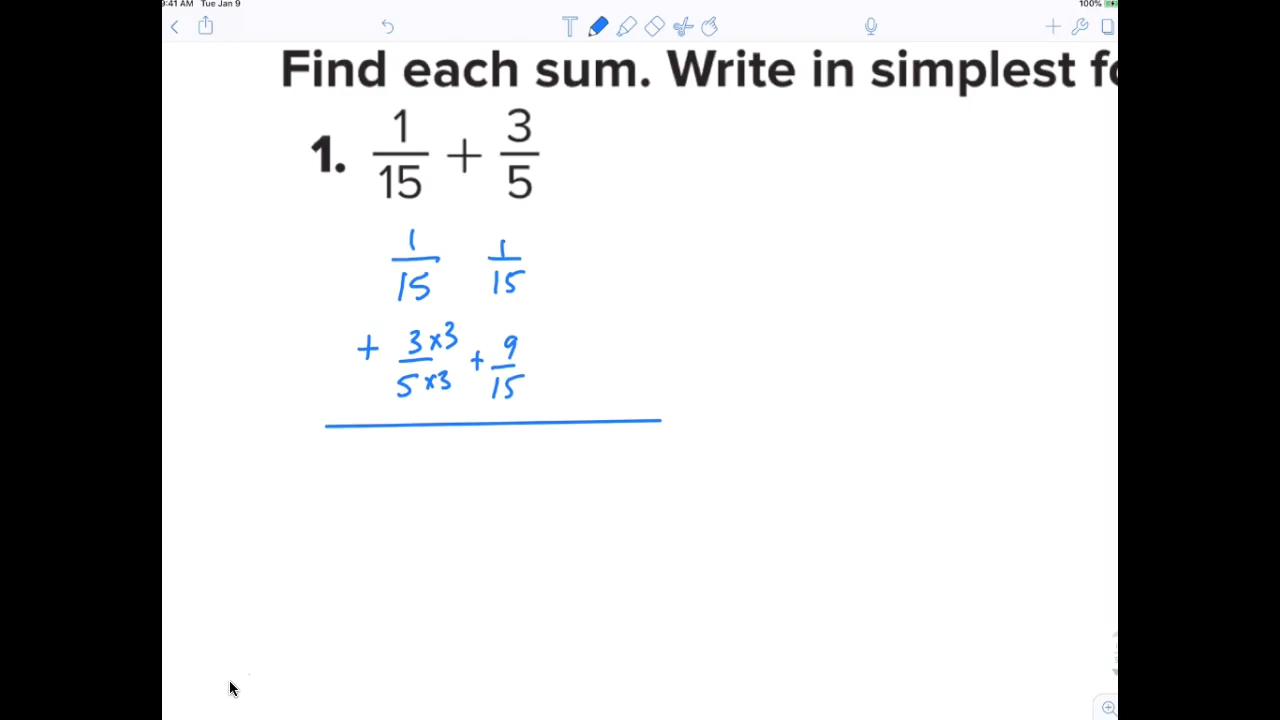 9:41 AM Tue Jan 9 100%
T
Find each sum. Write in simplest fo
1. 1/15 + 3/5
1/15 1/15
+ 3×3/5×3 + 9/15